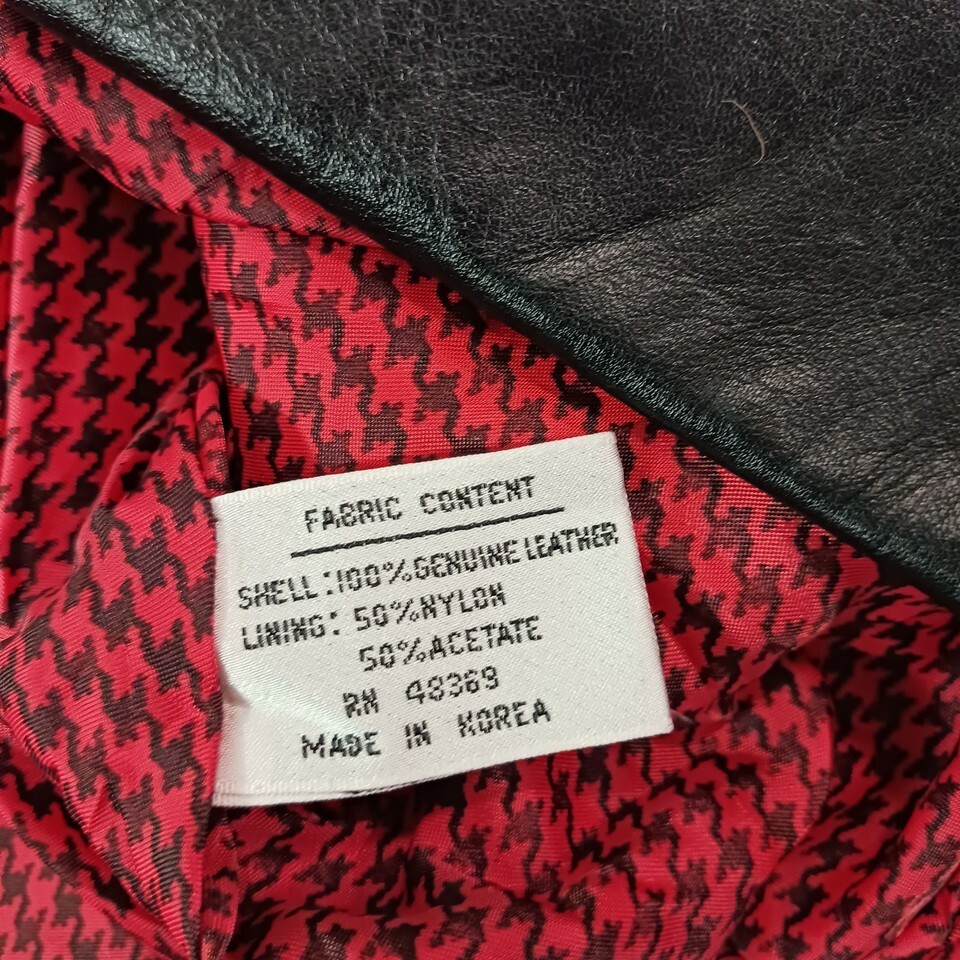 FABRIC CONTENT
SHELL: 100% GENUINE LEATHER
LINING: 50% NYLON
50% ACETATE
RN 48369
MADE IN KOREA